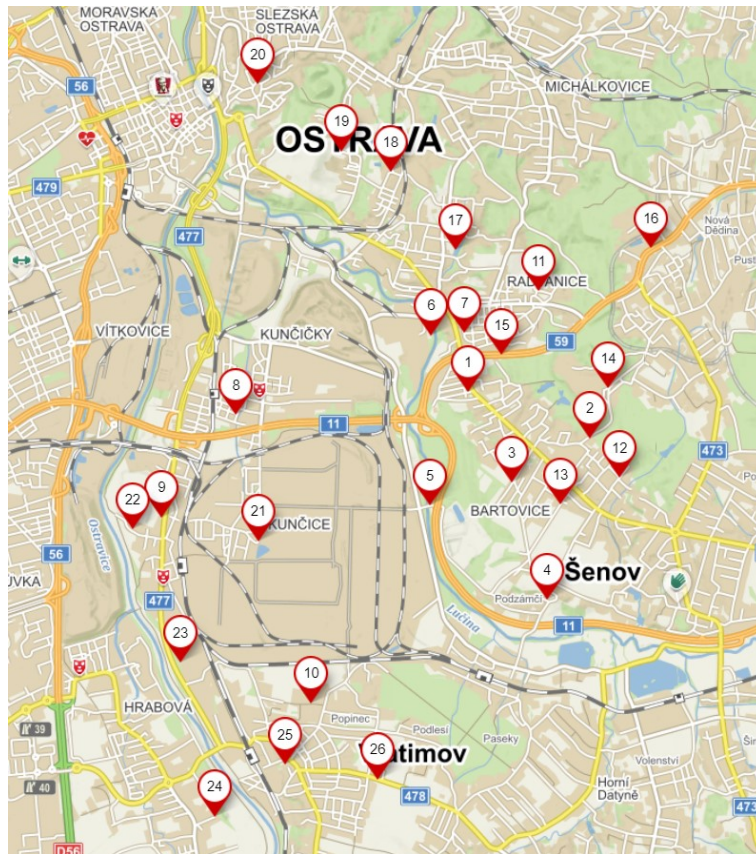 MORAVSKÁ
OSTRAVA
SLEZSKÁ
OSTRAVA
20
56
MICHÁLKOVICE
19
OSTRAVA
18
479
477
17
16
Nová
Dědina
11
6
7
15
59
VÍTKOVICE
KUNČIČKY
1
14
8
2
11
473
3
12
5
13
22
9
21
KUNČICE
BARTOVICE
Ostravice
56
4
Šenov
Podzámčí
477
Lučina
11
23
10
HRABOVÁ
39
Popinec
Podlesí
Paseky
25
26
Volenství
40
24
478
Horní
Datyně
473
D56